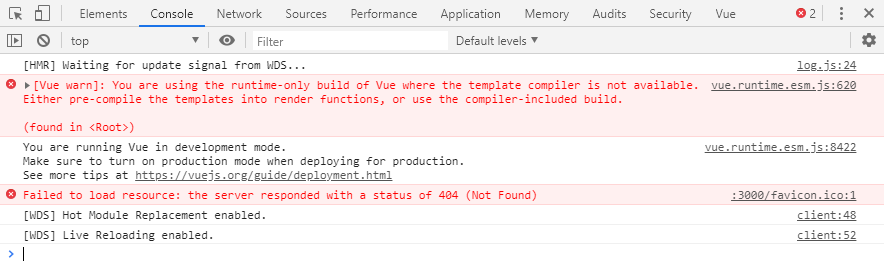 Elements Console Network Sources Performance Application Memory Audits Security Vue 2
top Filter Default levels
[HMR] Waiting for update signal from WDS... log.js:24
[Vue warn]: You are using the runtime-only build of Vue where the template compiler is not available. vue.runtime.esm.js:620
Either pre-compile the templates into render functions, or use the compiler-included build.
(found in <Root>)
You are running Vue in development mode. vue.runtime.esm.js:8422
Make sure to turn on production mode when deploying for production.
See more tips at https://vuejs.org/guide/deployment.html
Failed to load resource: the server responded with a status of 404 (Not Found) :3000/favicon.ico:1
[WDS] Hot Module Replacement enabled. client:48
[WDS] Live Reloading enabled. client:52